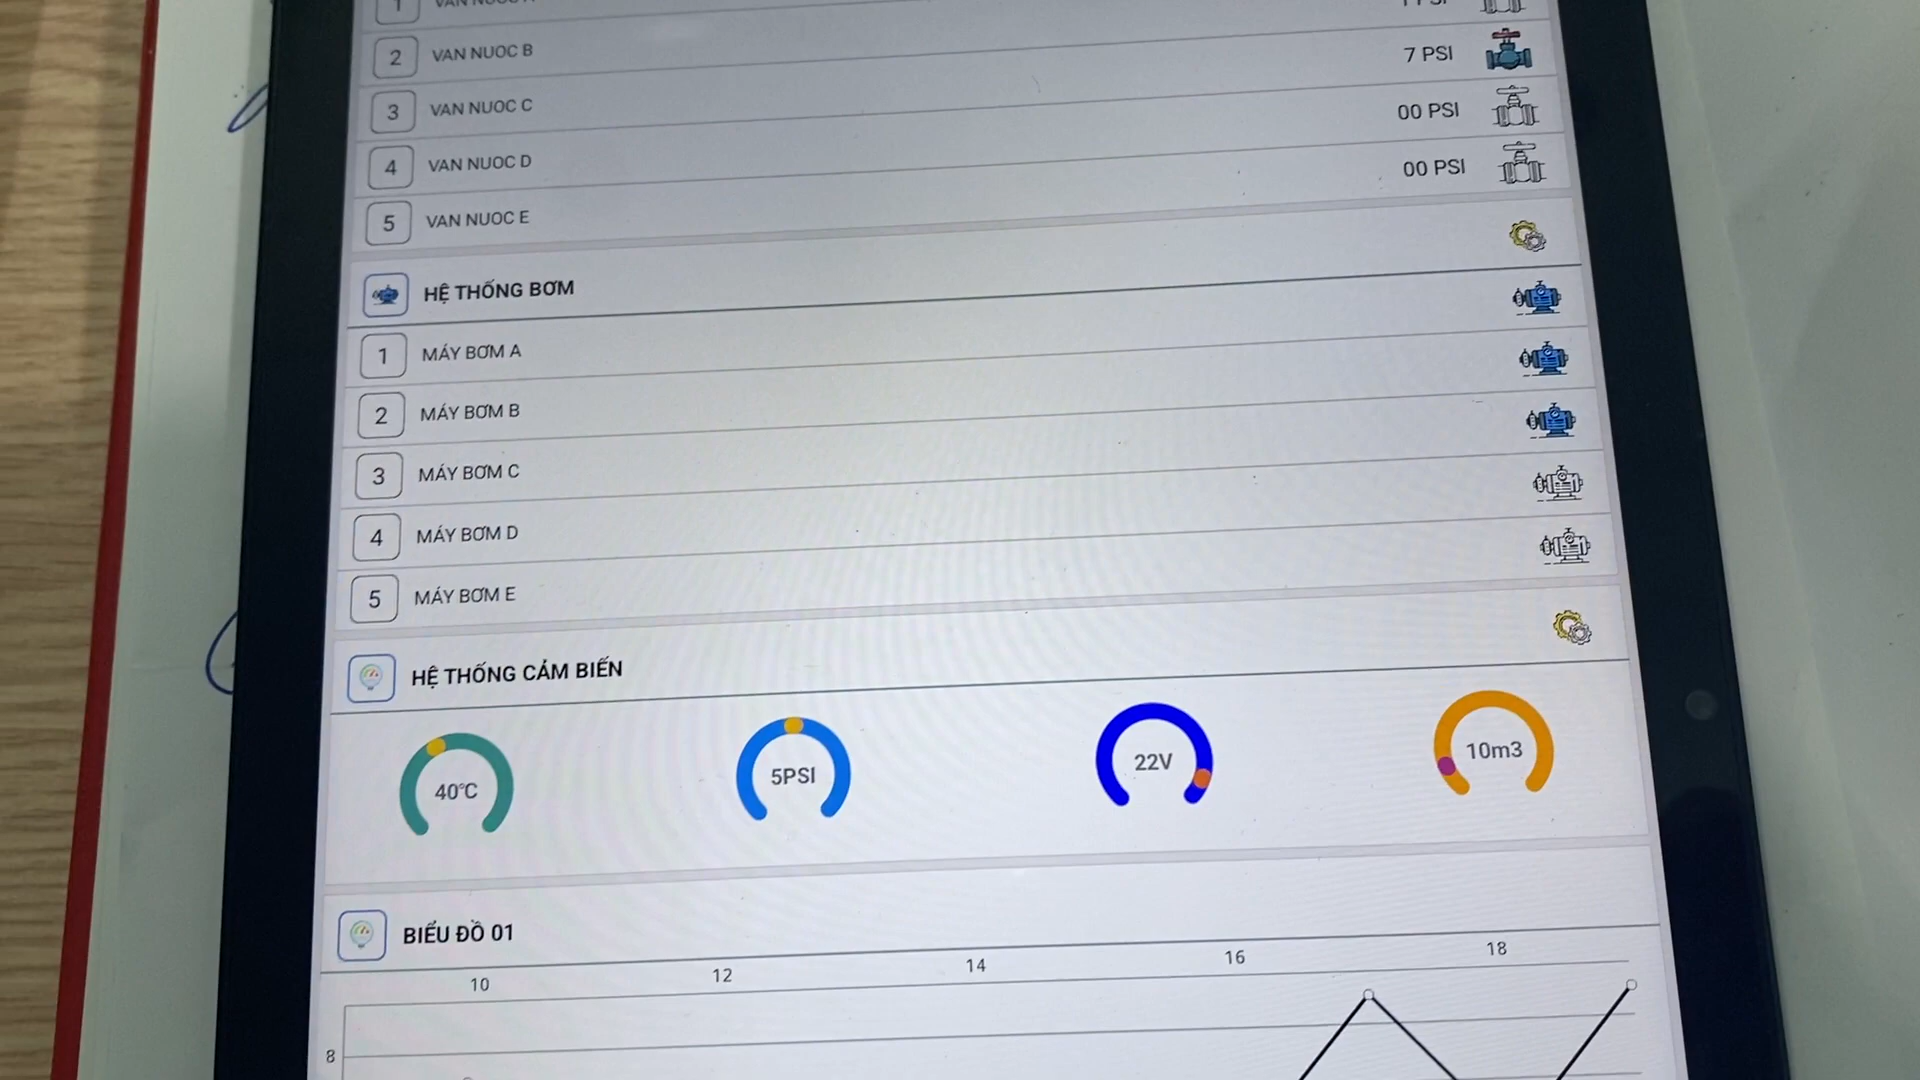 1
2 VAN NUOC B 7 PSI
3 VAN NUOC C 00 PSI
4 VAN NUOC D 00 PSI
5 VAN NUOC E
HỆ THỐNG BƠM
1 MÁY BƠM A
2 MÁY BƠM B
3 MÁY BƠM C
4 MÁY BƠM D
5 MÁY BƠM E
HỆ THỐNG CẢM BIẾN
40°C 5PSI 22V 10m3
BIỂU ĐỒ 01
10 12 14 16 18
8